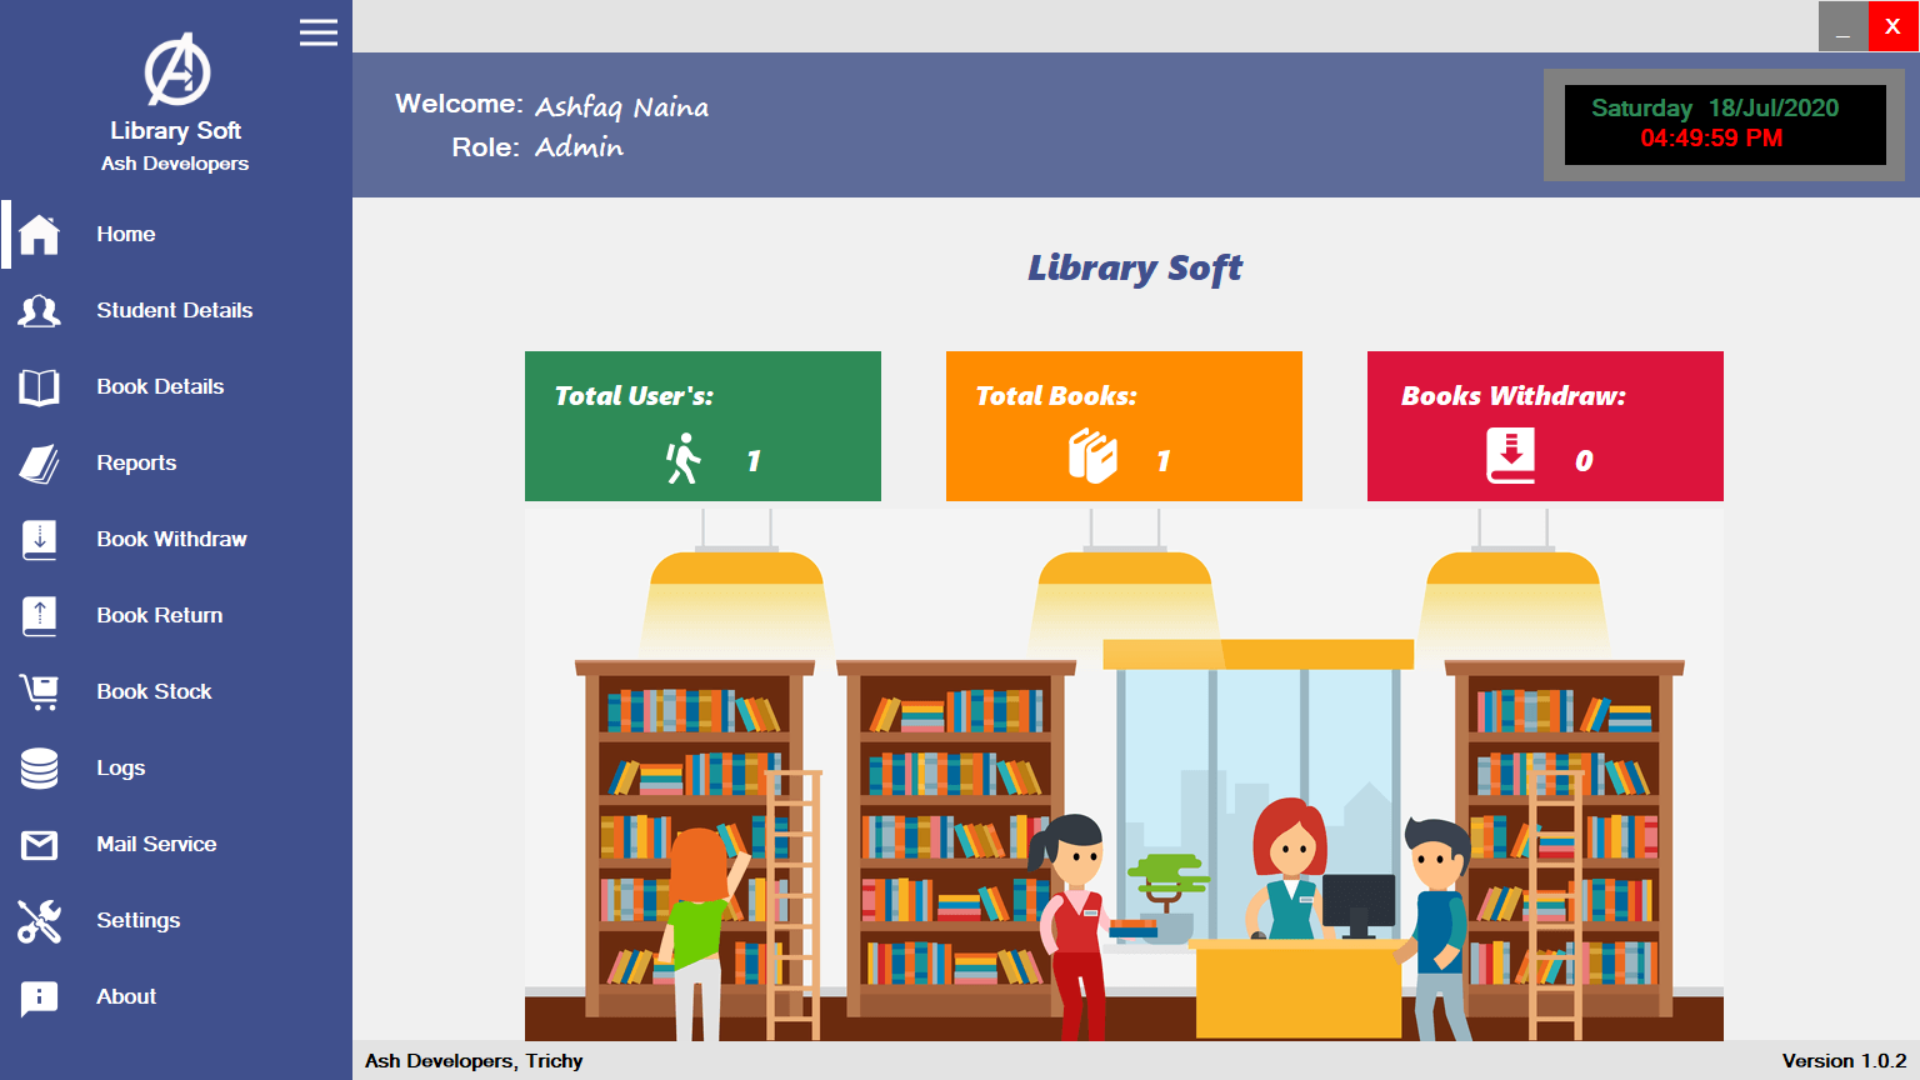 Library Soft
Ash Developers
Home
Student Details
Book Details
Reports
Book Withdraw
Book Return
Book Stock
Logs
Mail Service
Settings
About
_ X
Welcome: Ashfaq Naina
Role: Admin
Saturday 18/Jul/2020
04:49:59 PM
Library Soft
Total User's:
1
Total Books:
1
Books Withdraw:
0
Ash Developers, Trichy
Version 1.0.2